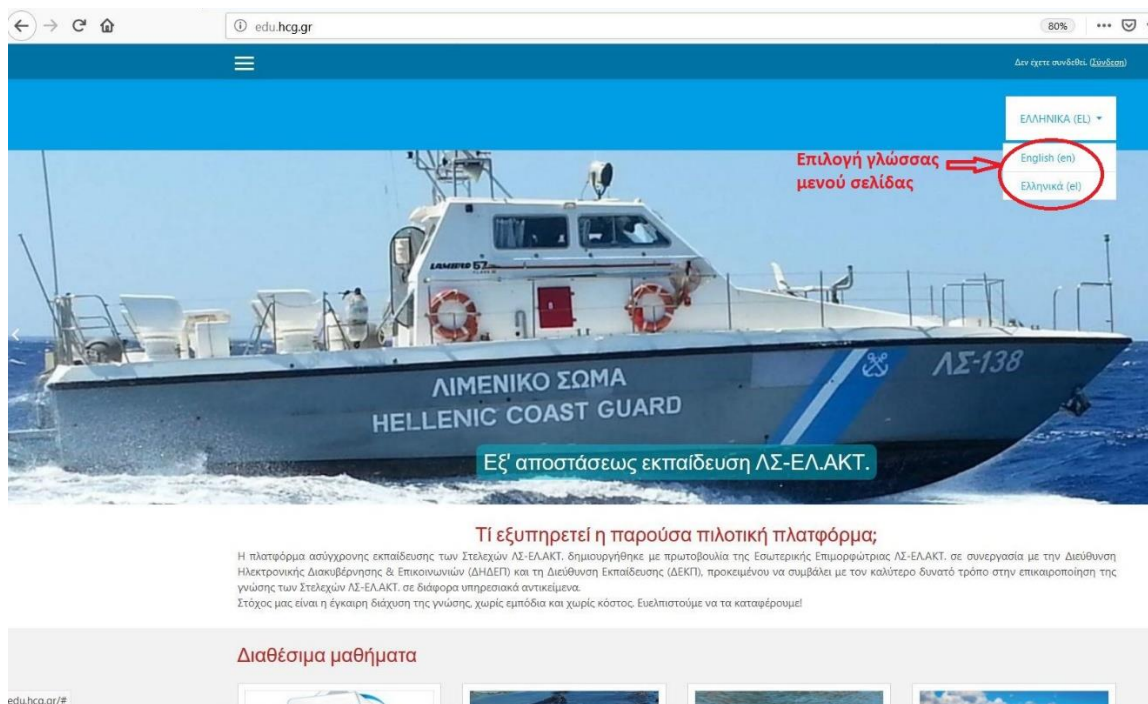 edu.hcg.gr
80%
Δεν έχετε συνδεθεί. (Σύνδεση)
ΕΛΛΗΝΙΚΑ (EL)
English (en)
Ελληνικά (el)
Επιλογή γλώσσας
μενού σελίδας
LAMBRO 57
ΛΙΜΕΝΙΚΟ ΣΩΜΑ
HELLENIC COAST GUARD
ΛΣ-138
Εξ' αποστάσεως εκπαίδευση ΛΣ-ΕΛ.ΑΚΤ.
Τί εξυπηρετεί η παρούσα πιλοτική πλατφόρμα;
Η πλατφόρμα ασύγχρονης εκπαίδευσης των Στελεχών ΛΣ-ΕΛ.ΑΚΤ. δημιουργήθηκε με πρωτοβουλία της Εσωτερικής Επιμορφώτριας ΛΣ-ΕΛ.ΑΚΤ. σε συνεργασία με την Διεύθυνση
Ηλεκτρονικής Διακυβέρνησης & Επικοινωνιών (ΔΗΔΕΠ) και τη Διεύθυνση Εκπαίδευσης (ΔΕΚΠ), προκειμένου να συμβάλει με τον καλύτερο δυνατό τρόπο στην επικαιροποίηση της
γνώσης των Στελεχών ΛΣ-ΕΛ.ΑΚΤ. σε διάφορα υπηρεσιακά αντικείμενα.
Στόχος μας είναι η έγκαιρη διάχυση της γνώσης, χωρίς εμπόδια και χωρίς κόστος. Ευελπιστούμε να τα καταφέρουμε!
Διαθέσιμα μαθήματα
edu.hcg.gr/#